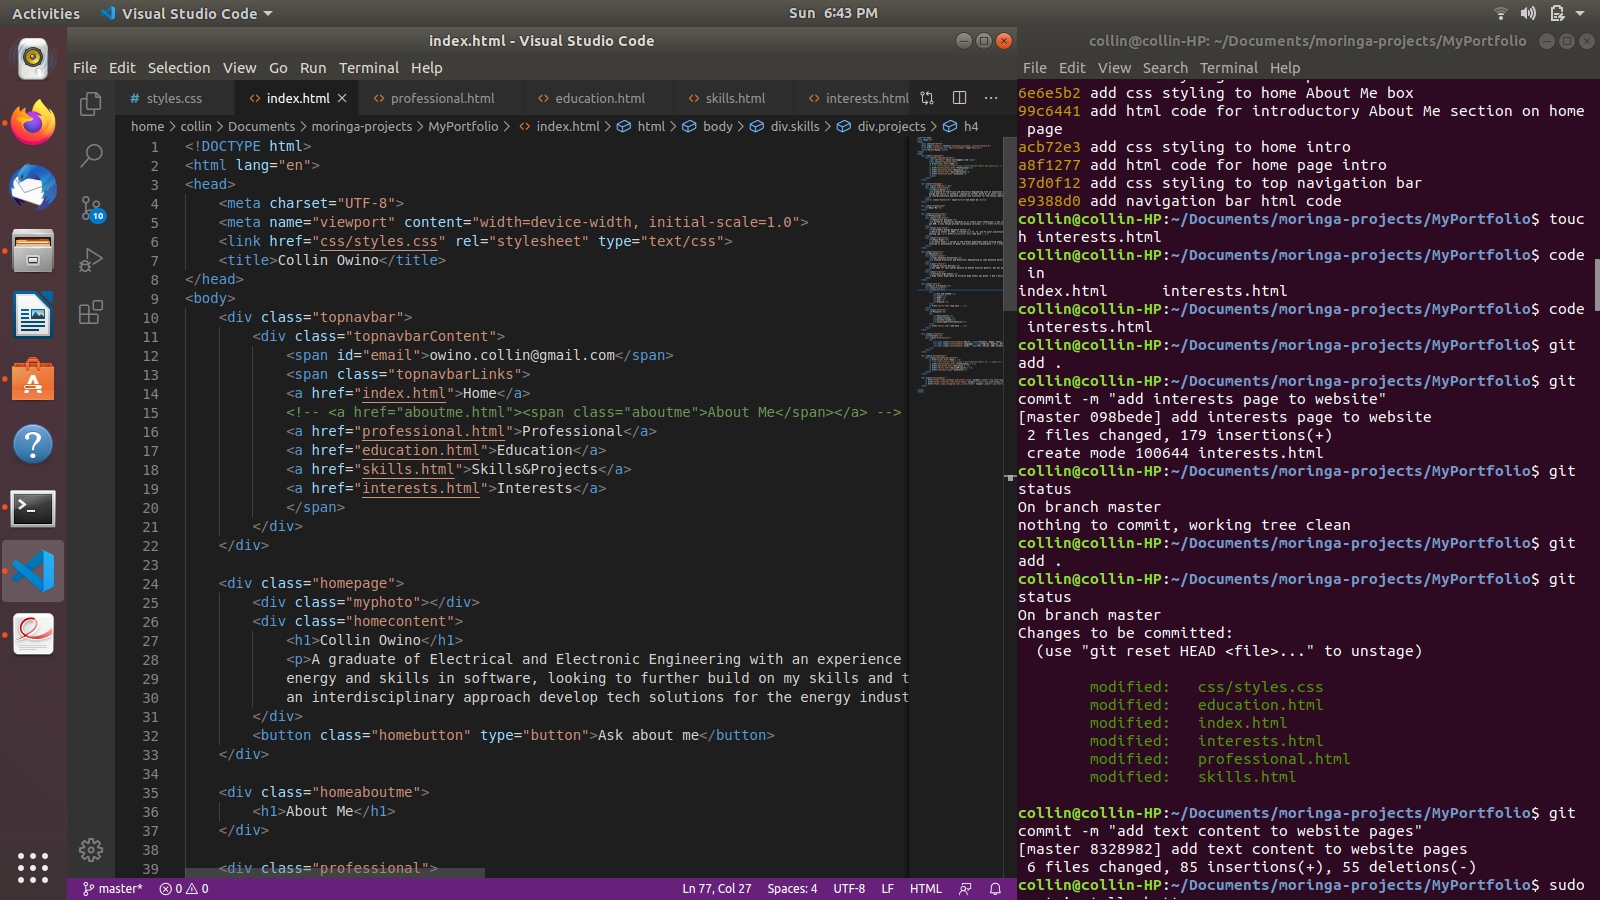 Activities
Visual Studio Code
Sun 6:43 PM
index.html - Visual Studio Code
File Edit Selection View Go Run Terminal Help
# styles.css
<> index.html
<> professional.html
<> education.html
<> skills.html
<> interests.html
home > collin > Documents > moringa-projects > MyPortfolio > <> index.html > html > body > div.skills > div.projects > h4
10
1 <!DOCTYPE html>
2 <html lang="en">
3 <head>
4 <meta charset="UTF-8">
5 <meta name="viewport" content="width=device-width, initial-scale=1.0">
6 <link href="css/styles.css" rel="stylesheet" type="text/css">
7 <title>Collin Owino</title>
8 </head>
9 <body>
10 <div class="topnavbar">
11 <div class="topnavbarContent">
12 <span id="email">owino.collin@gmail.com</span>
13 <span class="topnavbarLinks">
14 <a href="index.html">Home</a>
15 <!-- <a href="aboutme.html"><span class="aboutme">About Me</span></a> -->
16 <a href="professional.html">Professional</a>
17 <a href="education.html">Education</a>
18 <a href="skills.html">Skills&Projects</a>
19 <a href="interests.html">Interests</a>
20 </span>
21 </div>
22 </div>
23
24 <div class="homepage">
25 <div class="myphoto"></div>
26 <div class="homecontent">
27 <h1>Collin Owino</h1>
28 <p>A graduate of Electrical and Electronic Engineering with an experience
29 energy and skills in software, looking to further build on my skills and t
30 an interdisciplinary approach develop tech solutions for the energy indust
31 </div>
32 <button class="homebutton" type="button">Ask about me</button>
33 </div>
34
35 <div class="homeaboutme">
36 <h1>About Me</h1>
37 </div>
38
39 <div class="professional">
master* 0 0 Ln 77, Col 27 Spaces: 4 UTF-8 LF HTML
collin@collin-HP: ~/Documents/moringa-projects/MyPortfolio
File Edit View Search Terminal Help
6e6e5b2 add css styling to home About Me box
99c6441 add html code for introductory About Me section on home
page
acb72e3 add css styling to home intro
a8f1277 add html code for home page intro
37d0f12 add css styling to top navigation bar
e9388d0 add navigation bar html code
collin@collin-HP:~/Documents/moringa-projects/MyPortfolio$ touc
h interests.html
collin@collin-HP:~/Documents/moringa-projects/MyPortfolio$ code
in
index.html interests.html
collin@collin-HP:~/Documents/moringa-projects/MyPortfolio$ code
interests.html
collin@collin-HP:~/Documents/moringa-projects/MyPortfolio$ git
add .
collin@collin-HP:~/Documents/moringa-projects/MyPortfolio$ git
commit -m "add interests page to website"
[master 098bede] add interests page to website
2 files changed, 179 insertions(+)
create mode 100644 interests.html
collin@collin-HP:~/Documents/moringa-projects/MyPortfolio$ git
status
On branch master
nothing to commit, working tree clean
collin@collin-HP:~/Documents/moringa-projects/MyPortfolio$ git
add .
collin@collin-HP:~/Documents/moringa-projects/MyPortfolio$ git
status
On branch master
Changes to be committed:
(use "git reset HEAD <file>..." to unstage)
modified: css/styles.css
modified: education.html
modified: index.html
modified: interests.html
modified: professional.html
modified: skills.html
collin@collin-HP:~/Documents/moringa-projects/MyPortfolio$ git
commit -m "add text content to website pages"
[master 8328982] add text content to website pages
6 files changed, 85 insertions(+), 55 deletions(-)
collin@collin-HP:~/Documents/moringa-projects/MyPortfolio$ sudo